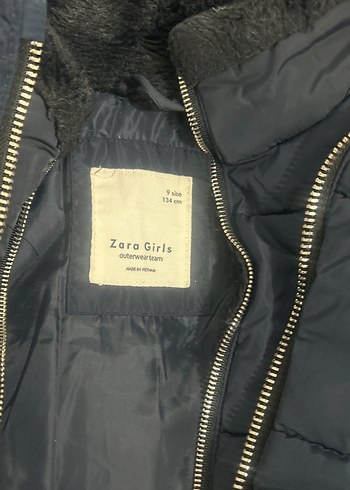 9 size
134 cm
Zara Girls
outerwear team
MADE IN VIETNAM